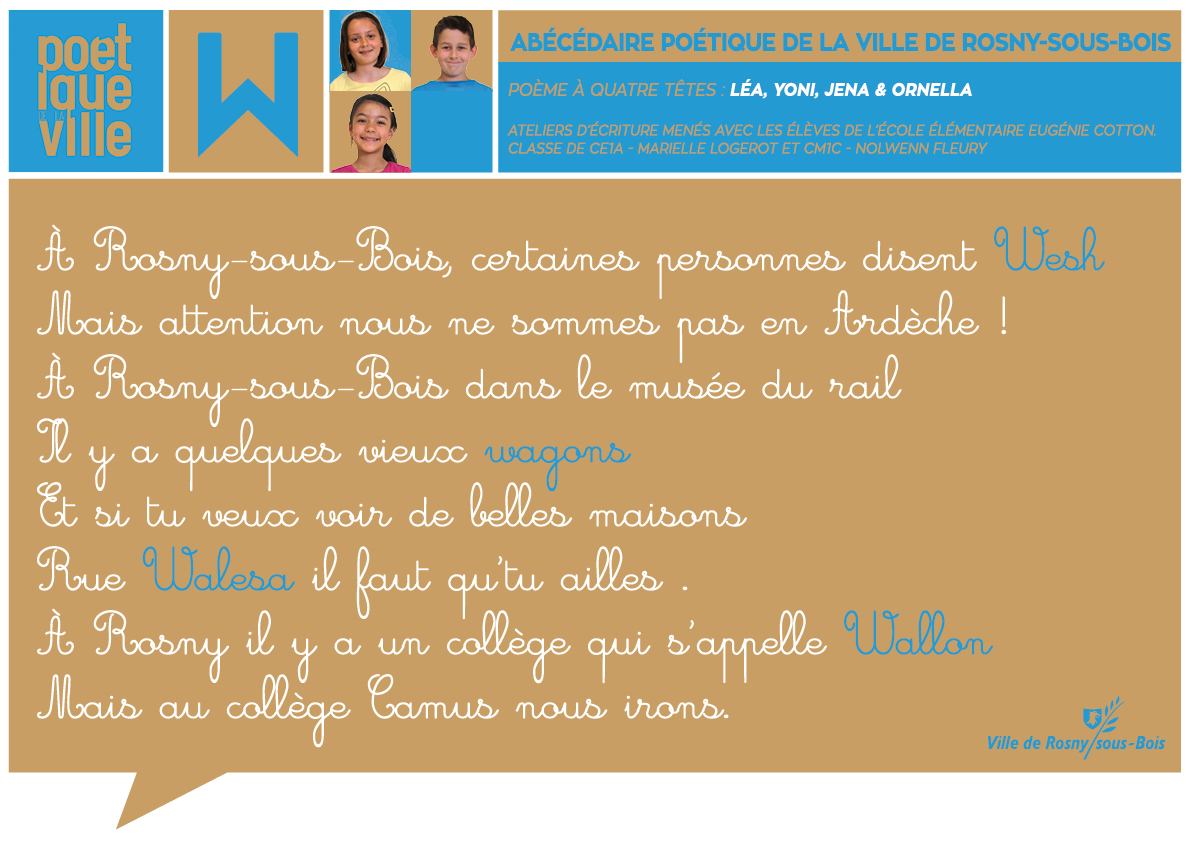 poet
ique
DE LA
ville
W
ABÉCÉDAIRE POÉTIQUE DE LA VILLE DE ROSNY-SOUS-BOIS
POÈME À QUATRE TÊTES : LÉA, YONI, JENA & ORNELLA
ATELIERS D'ÉCRITURE MENÉS AVEC LES ÉLÈVES DE L'ÉCOLE ÉLÉMENTAIRE EUGÉNIE COTTON.
CLASSE DE CE1A - MARIELLE LOGEROT ET CM1C - NOLWENN FLEURY
À Rosny-sous-Bois, certaines personnes disent Wesh
Mais attention nous ne sommes pas en Ardèche !
À Rosny-sous-Bois dans le musée du rail
Il y a quelques vieux wagons
Et si tu veux voir de belles maisons
Rue Walesa il faut qu'tu ailles .
À Rosny il y a un collège qui s'appelle Wallon
Mais au collège Camus nous irons.
Ville de Rosny/sous-Bois